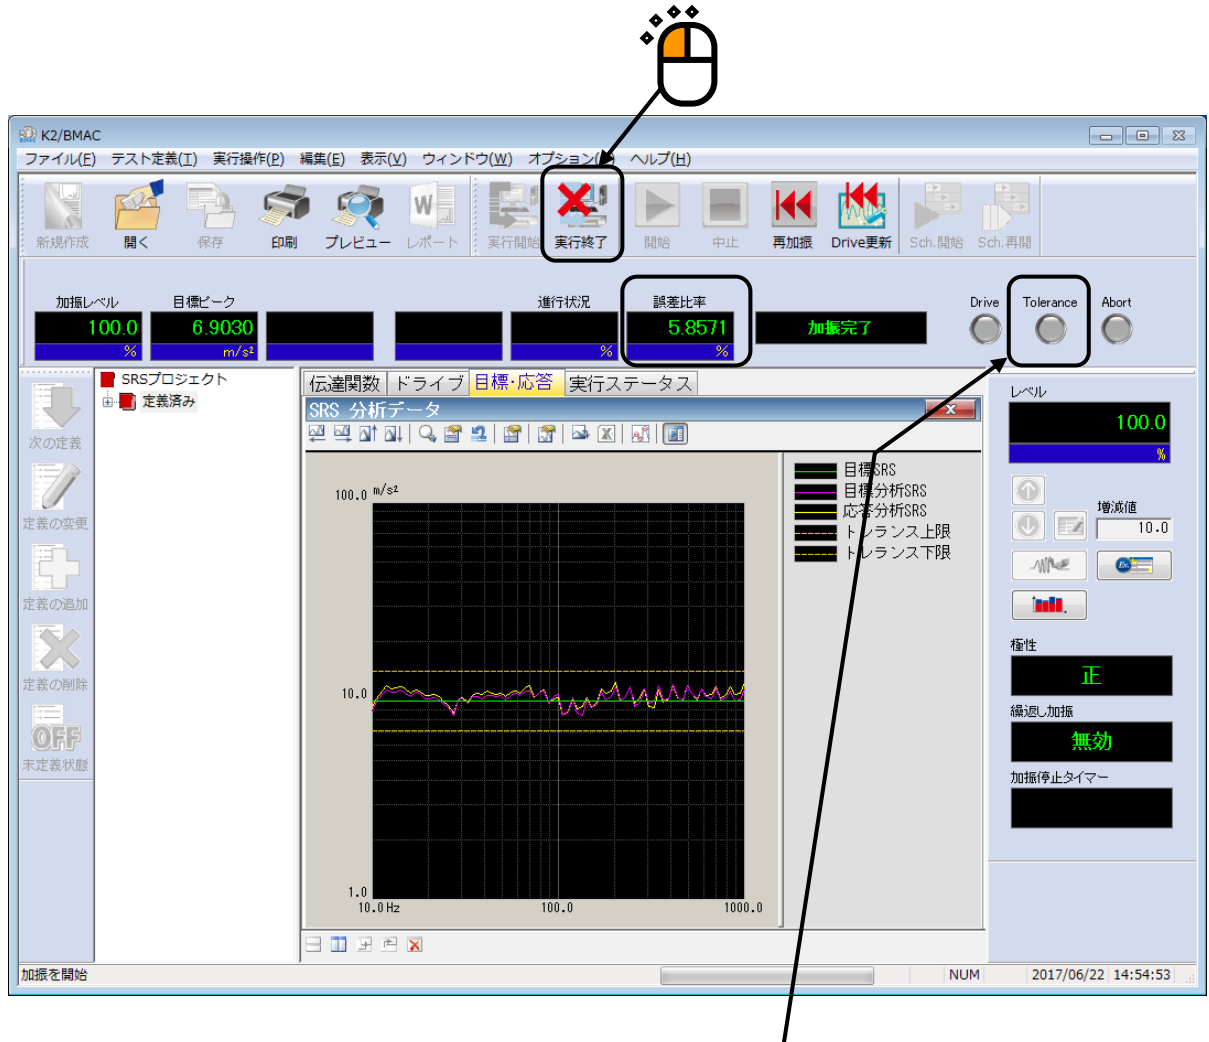 K2/BMAC
ファイル(F) テスト定義(T) 実行操作(P) 編集(E) 表示(V) ウィンドウ(W) オプション( ) ヘルプ(H)
新規作成 開く 保存 印刷 プレビュー レポート 実行開始 実行終了 開始 中止 再加振 Drive更新 Sch.開始 Sch.再開
加振レベル 目標ピーク 進行状況 誤差比率 Drive Tolerance Abort
100.0 6.9030 5.8571 加振完了
% m/s² % %
SRSプロジェクト
定義済み
次の定義
定義の変更
定義の追加
定義の削除
OFF
未定義状態
伝達関数 ドライブ 目標・応答 実行ステータス
SRS 分析データ
100.0 m/s²
10.0
1.0
10.0 Hz 100.0 1000.0
目標SRS
目標分析SRS
応答分析SRS
トレランス上限
トレランス下限
レベル
100.0
%
増減値
10.0
極性
正
繰返し加振
無効
加振停止タイマー
加振を開始 NUM 2017/06/22 14:54:53